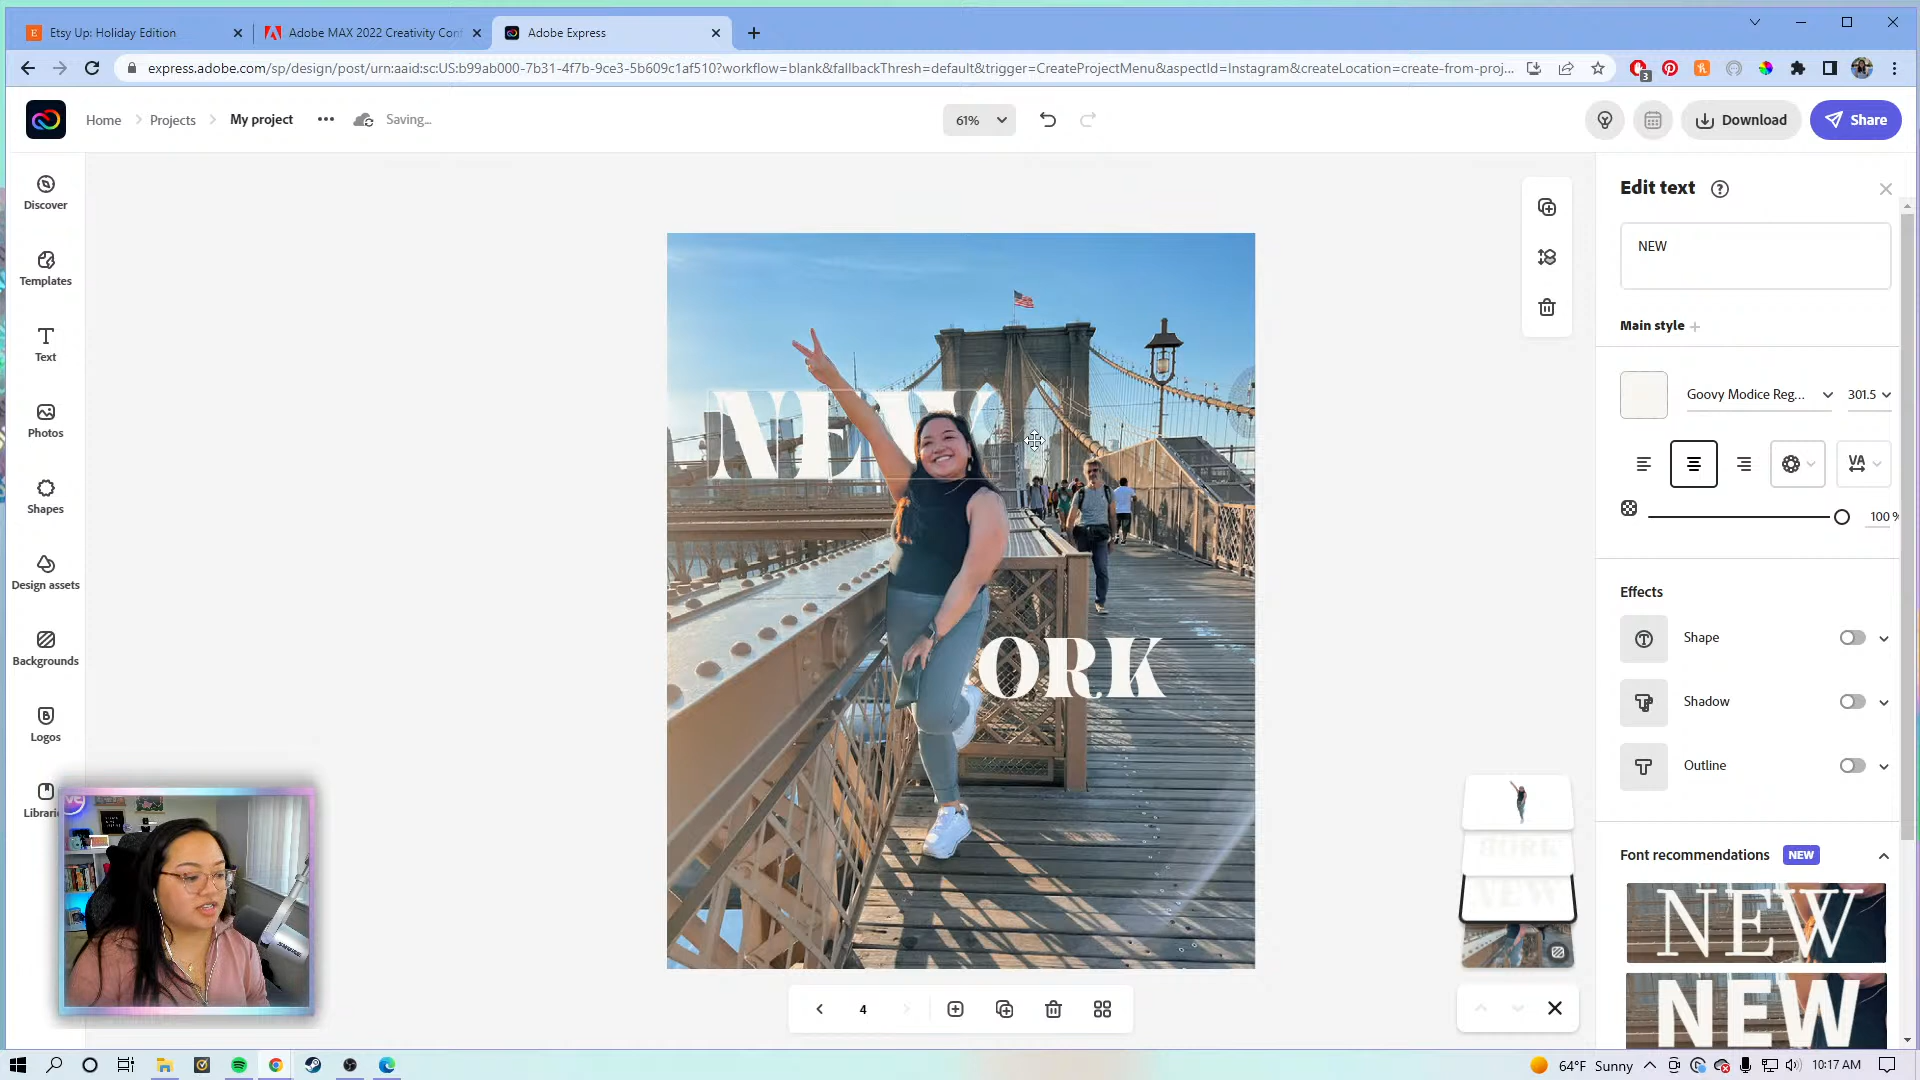 Etsy Up: Holiday Edition
Adobe MAX 2022 Creativity Conf
Adobe Express
express.adobe.com/sp/design/post/urn:aaid:sc:US:b99ab000-7b31-4f7b-9ce3-5b609c1af510?workflow=blank&fallbackThresh=default&trigger=CreateProjectMenu&aspectId=Instagram&createLocation=create-from-proj...
3
Home
Projects
My project
Saving...
61%
Download
Share
Discover
Templates
Text
Photos
Shapes
Design assets
Backgrounds
Logos
Librari
NEW
ORK
4
Edit text
NEW
Main style
Goovy Modice Reg...
301.5
VA
100 %
Effects
Shape
Shadow
Outline
Font recommendations
NEW
NEW
NEW
64°F Sunny
10:17 AM